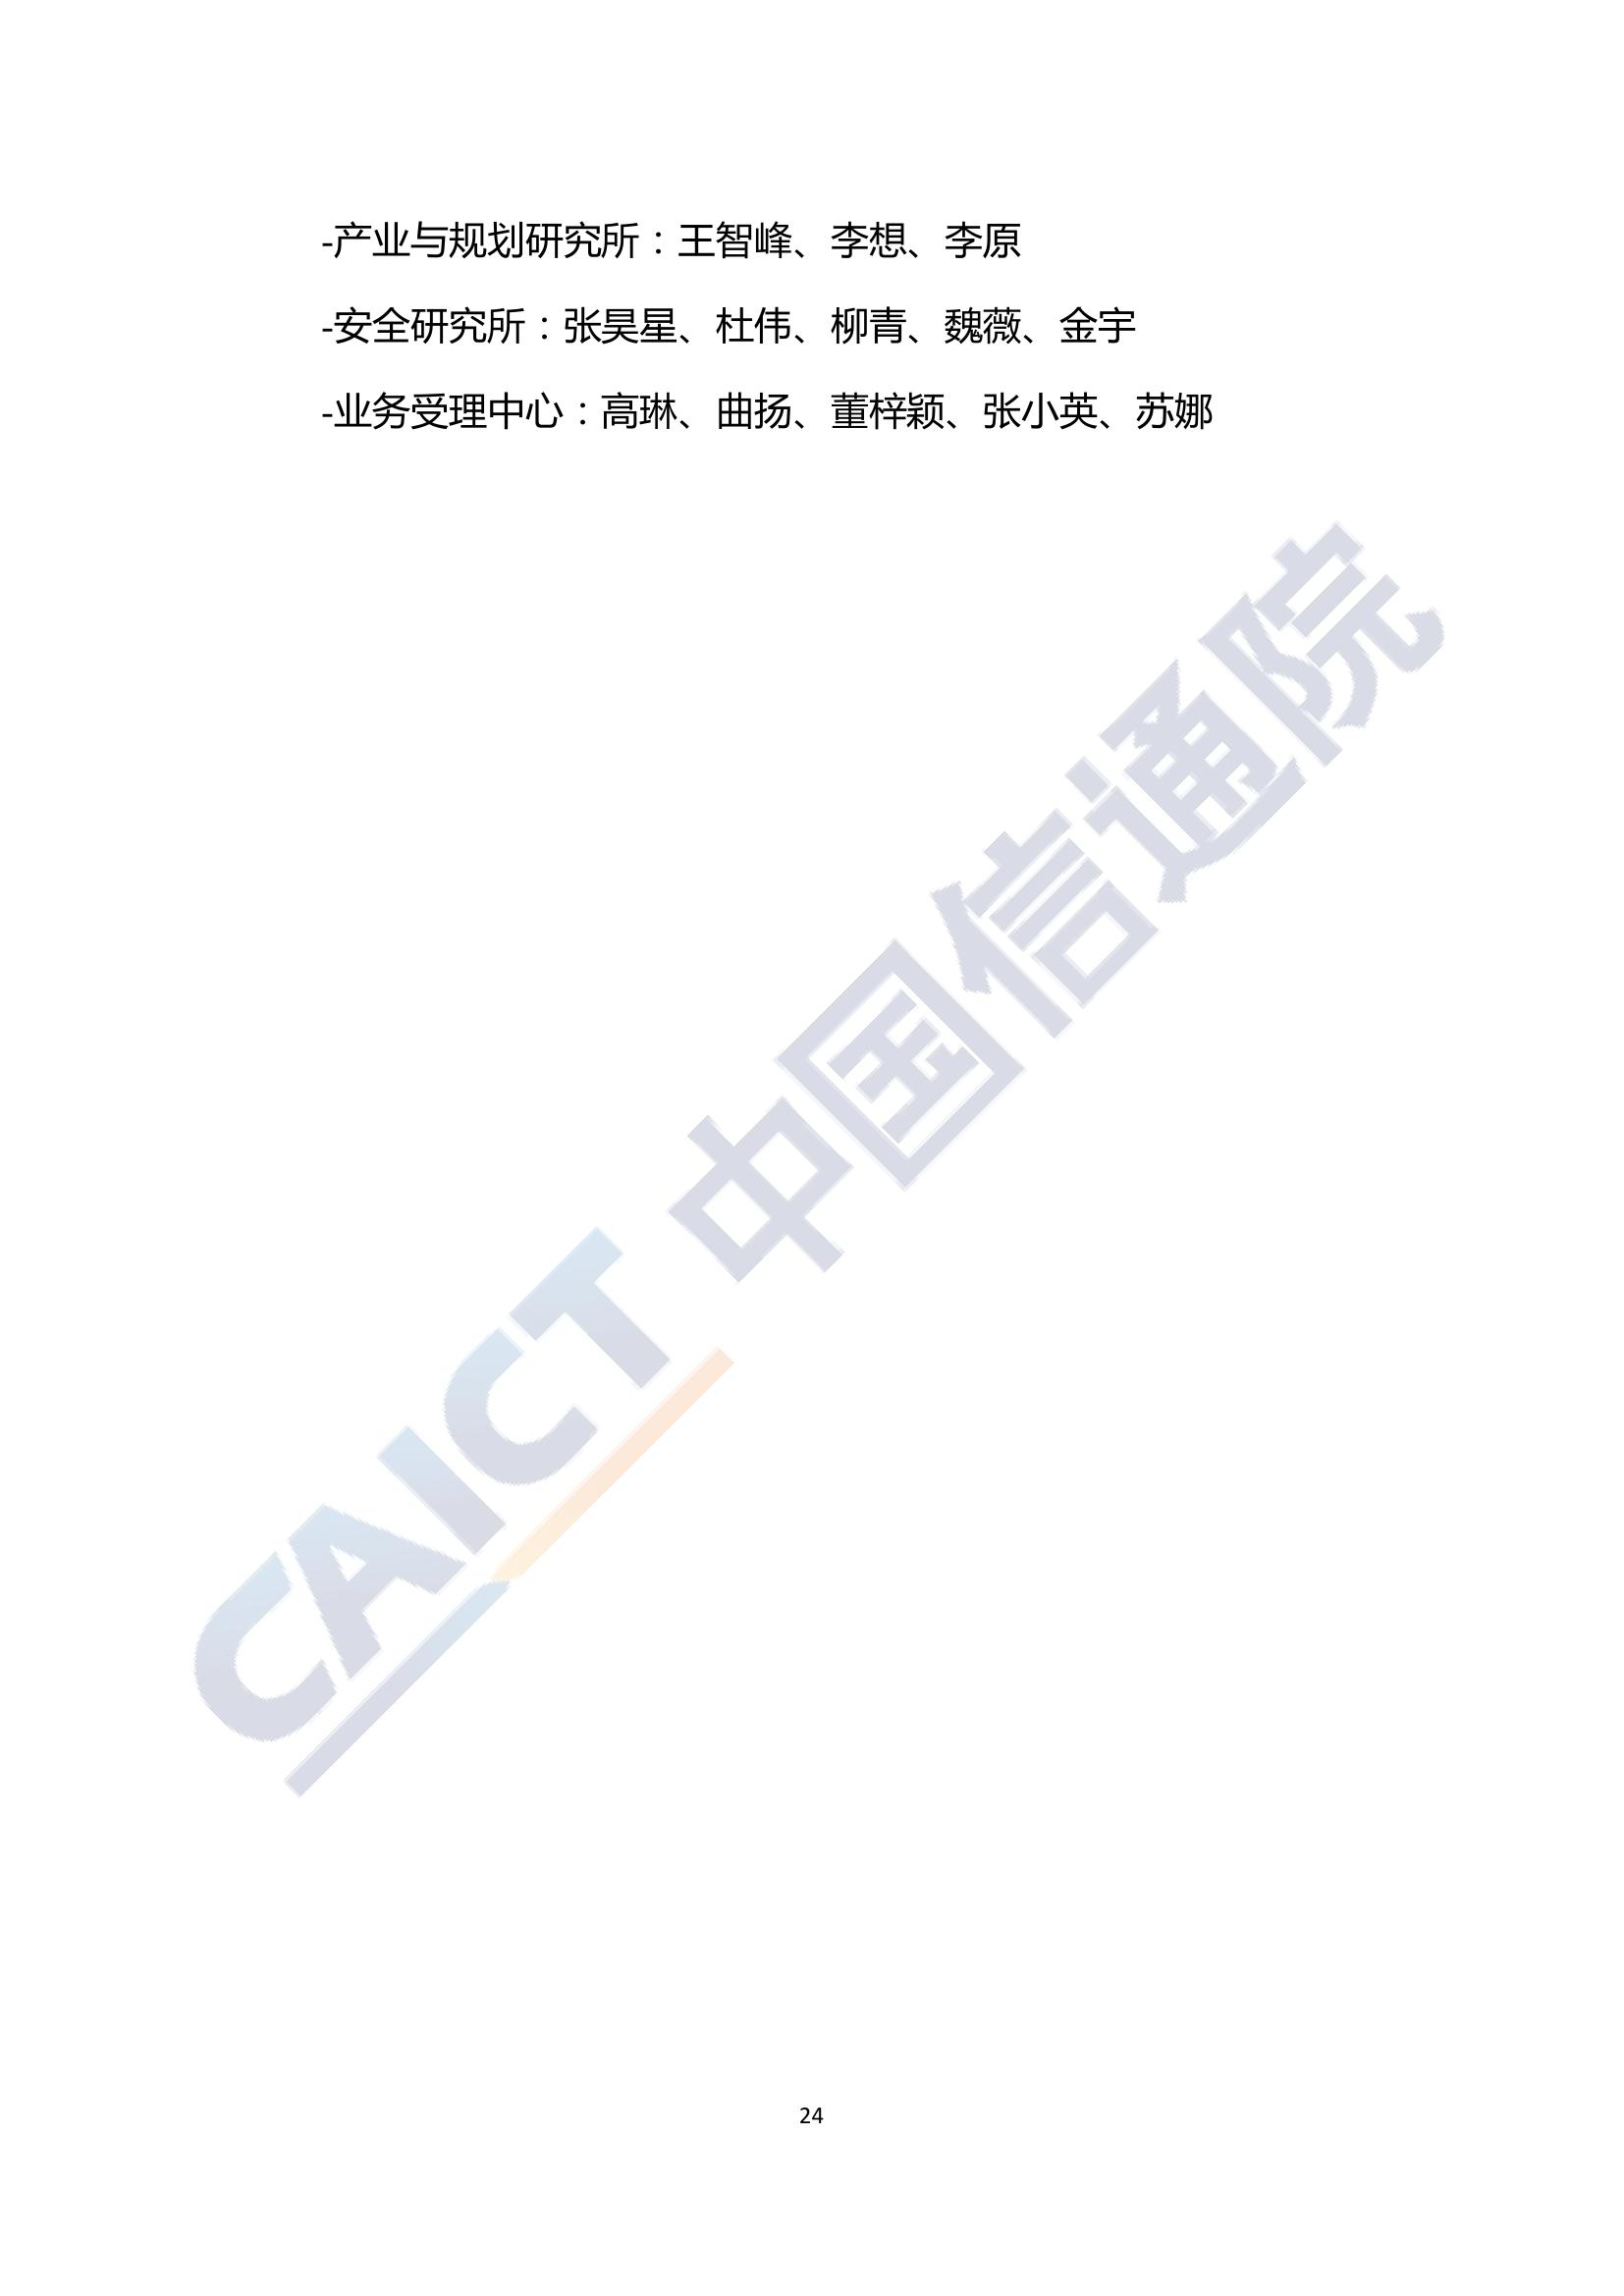 -产业与规划研究所：王智峰、李想、李原
-安全研究所：张昊星、杜伟、柳青、魏薇、金宇
-业务受理中心：高琳、曲扬、董梓颖、张小英、苏娜
CAICT 中国信通院
24